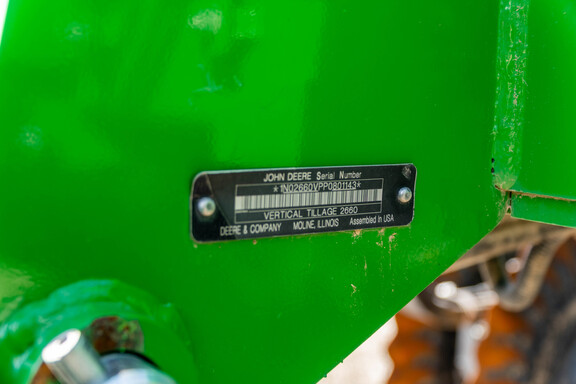 JOHN DEERE Serial Number
*1N02660VPP0801143*
VERTICAL TILLAGE 2660
DEERE & COMPANY MOLINE, ILLINOIS Assembled in USA